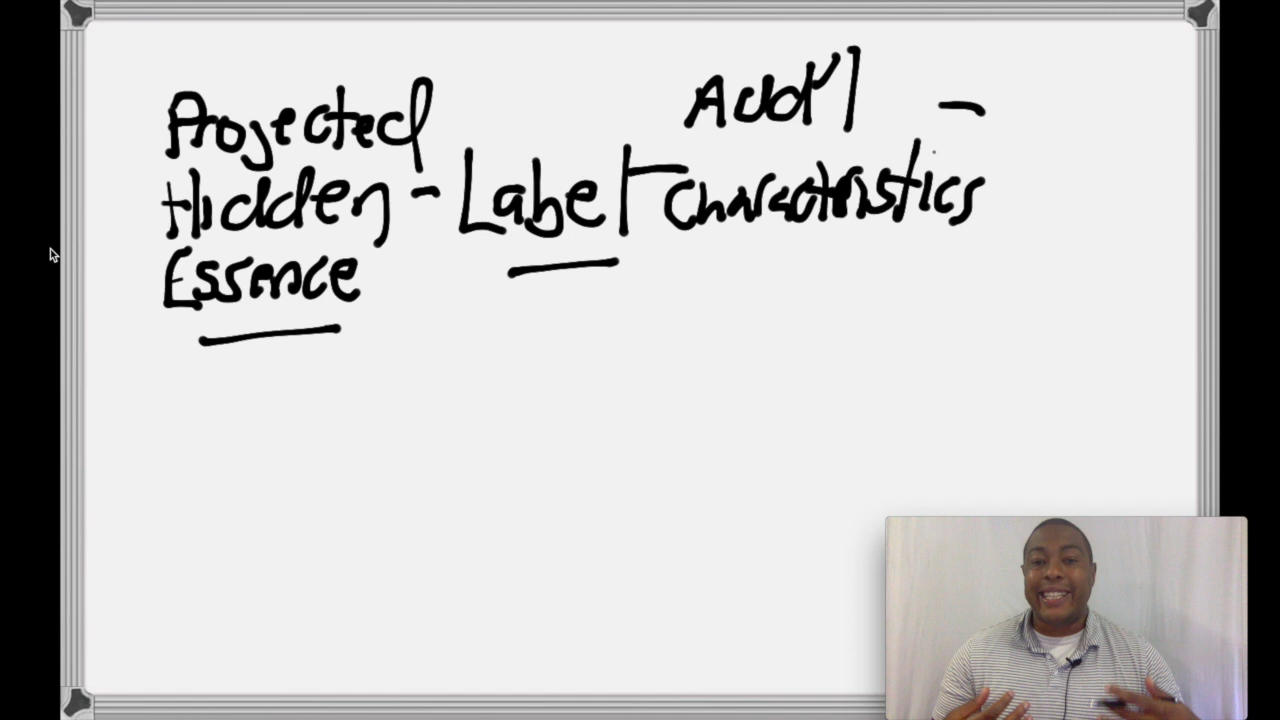 Projected
Hidden - Label - Add'l
Characteristics -
Essence